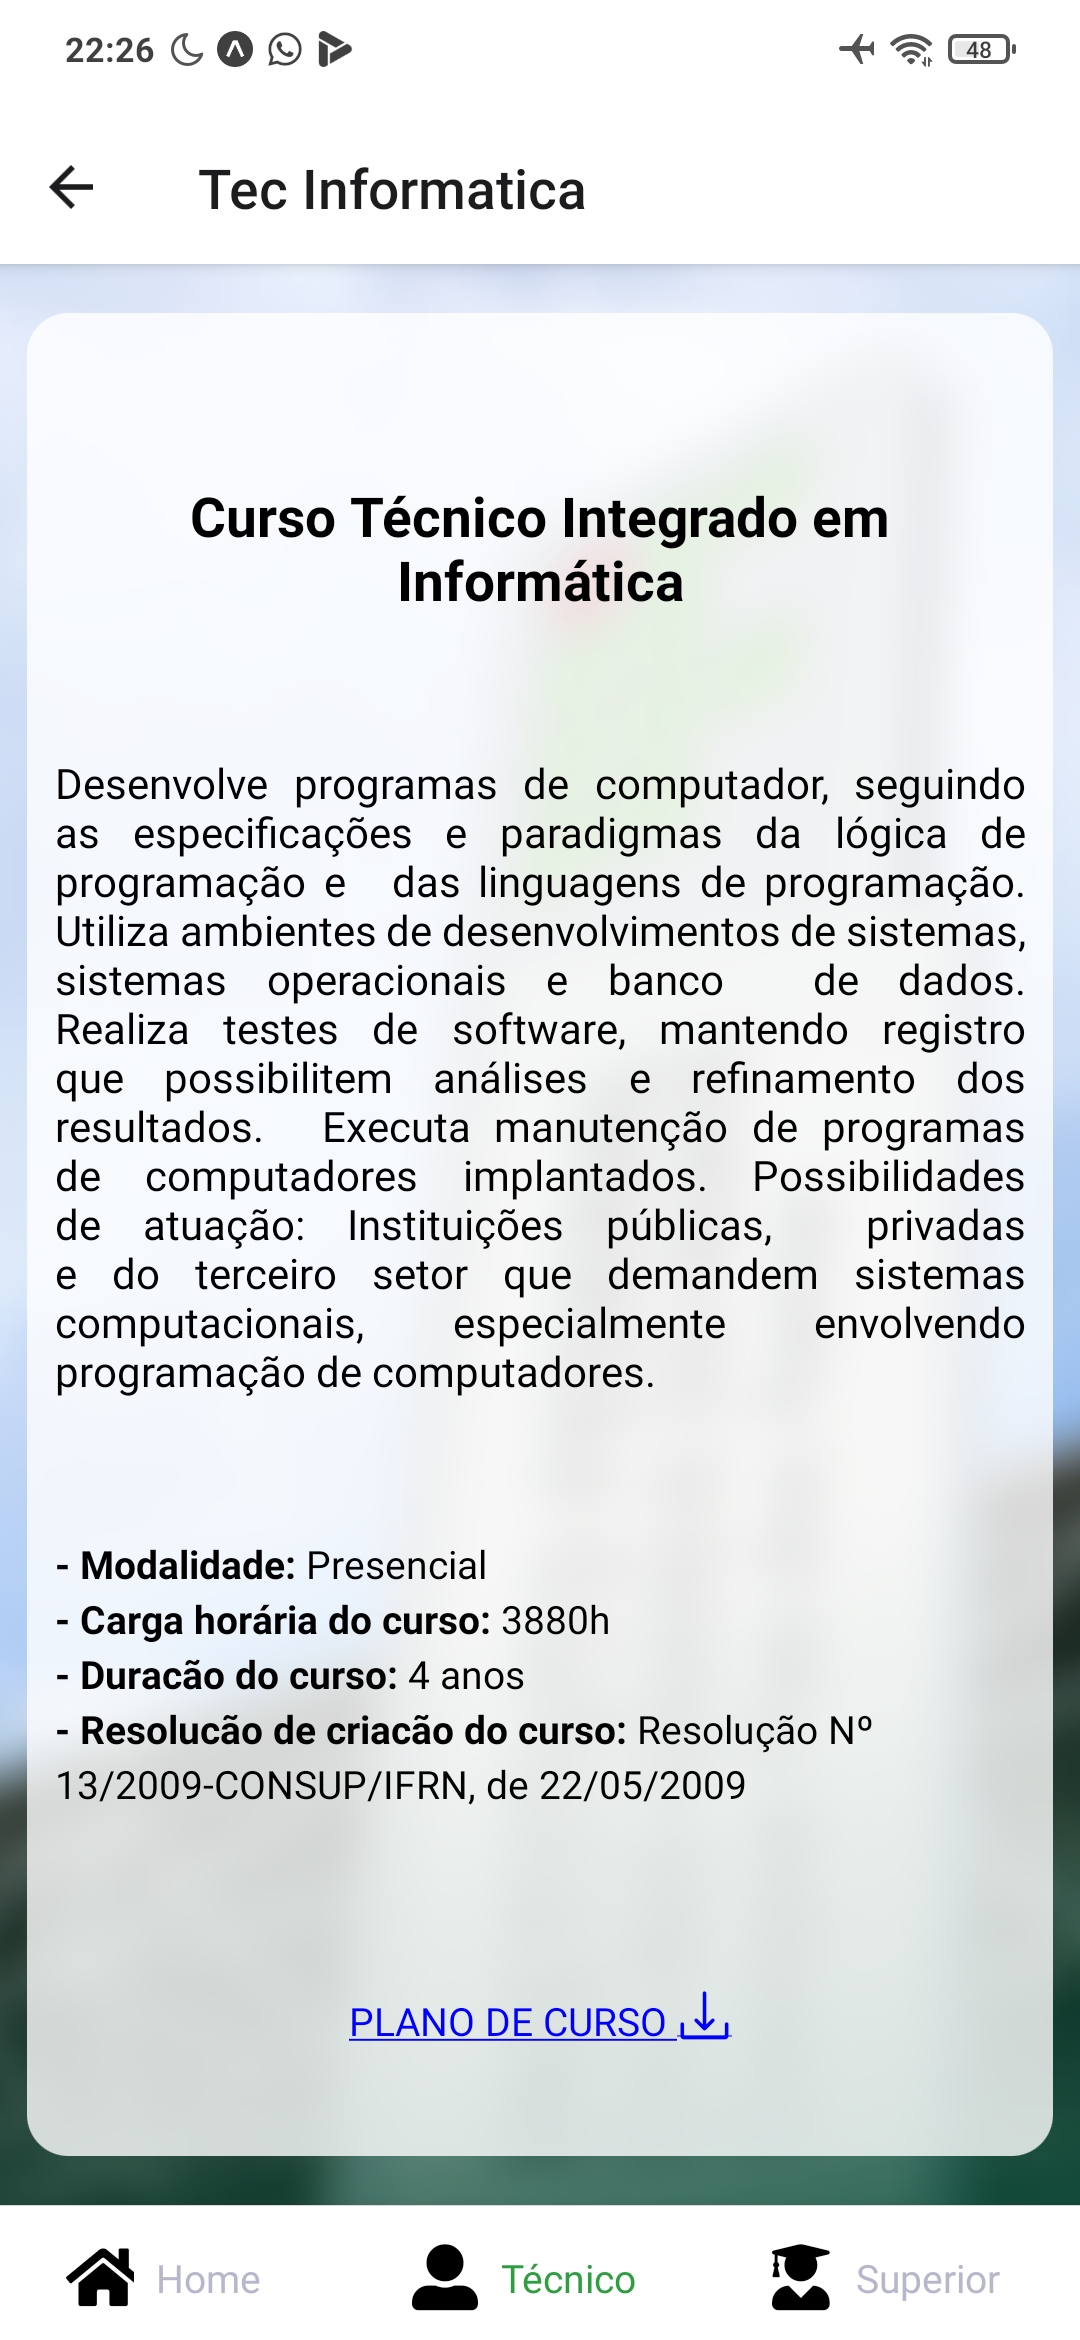 22:26
48
Tec Informatica
Curso Técnico Integrado em
Informática
Desenvolve programas de computador, seguindo
as especificações e paradigmas da lógica de
programação e das linguagens de programação.
Utiliza ambientes de desenvolvimentos de sistemas,
sistemas operacionais e banco de dados.
Realiza testes de software, mantendo registro
que possibilitem análises e refinamento dos
resultados. Executa manutenção de programas
de computadores implantados. Possibilidades
de atuação: Instituições públicas, privadas
e do terceiro setor que demandem sistemas
computacionais, especialmente envolvendo
programação de computadores.
- Modalidade: Presencial
- Carga horária do curso: 3880h
- Duracão do curso: 4 anos
- Resolucão de criacão do curso: Resolução Nº
13/2009-CONSUP/IFRN, de 22/05/2009
PLANO DE CURSO
Home
Técnico
Superior